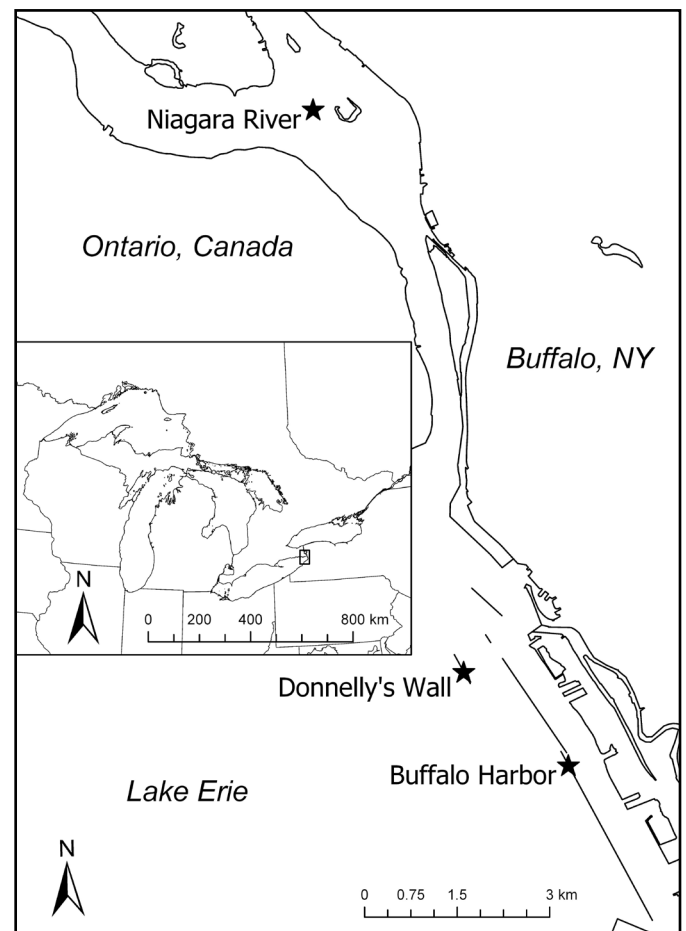 Niagara River
Ontario, Canada
Buffalo, NY
N
0 200 400 800 km
Donnelly's Wall
Buffalo Harbor
Lake Erie
N
0 0.75 1.5 3 km